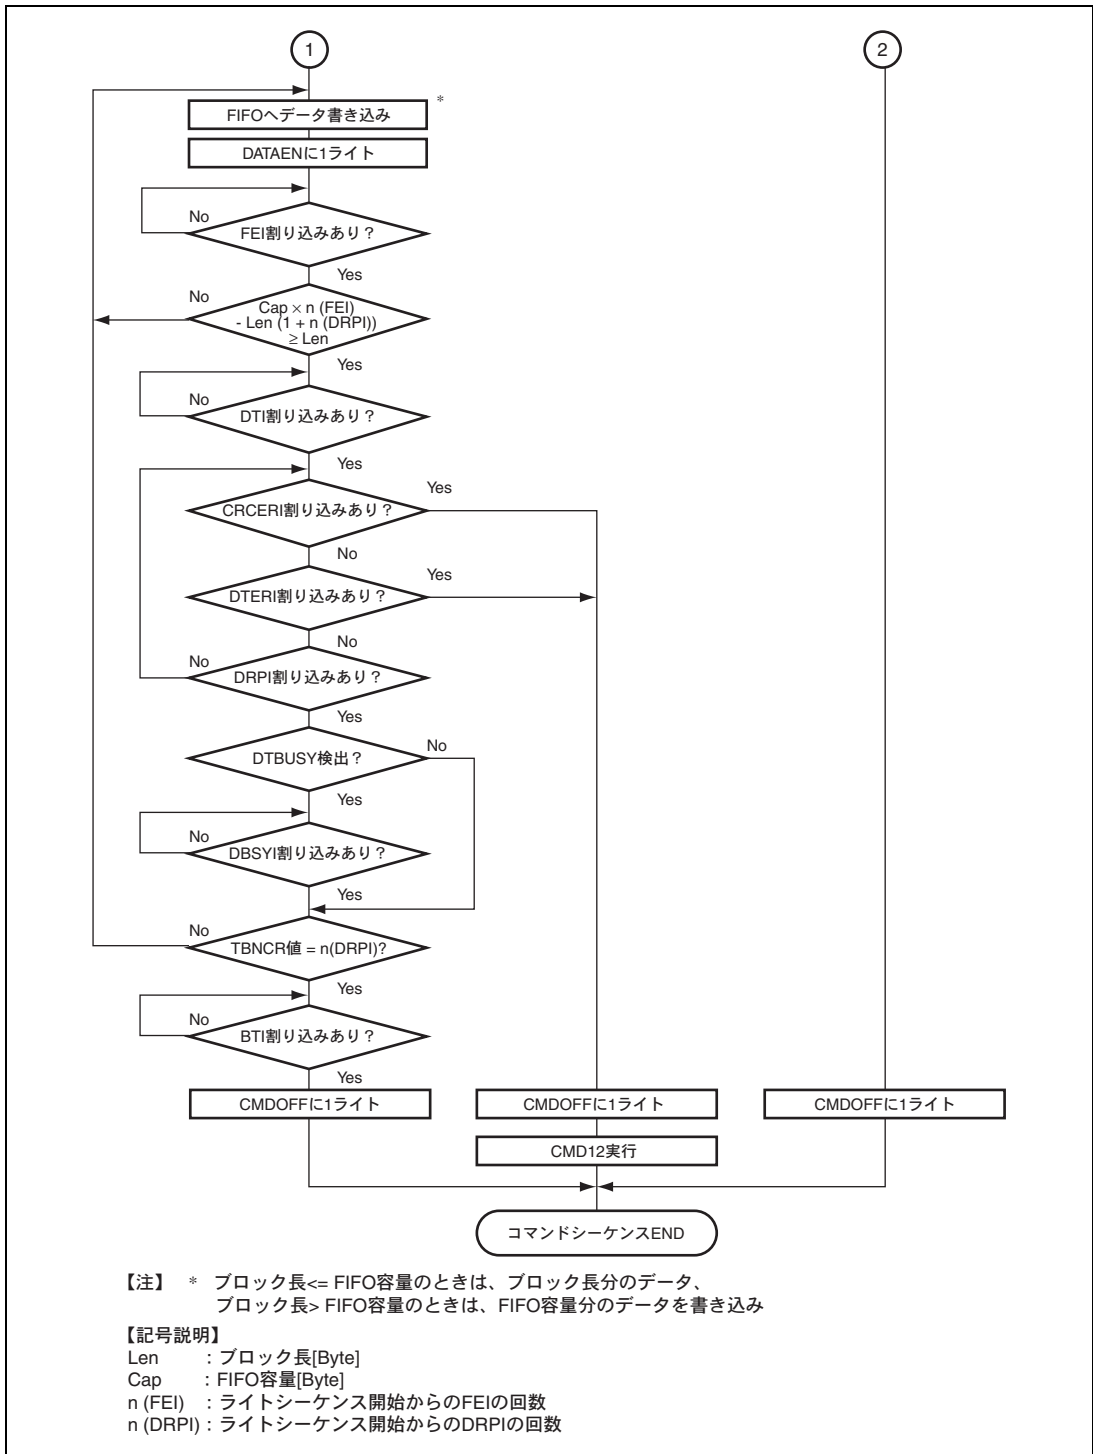 1
2
*
FIFOへデータ書き込み
DATAENに1ライト
No
FEI割り込みあり?
Yes
No
Cap × n (FEI)
- Len (1 + n (DRPI))
≥ Len
Yes
No
DTI割り込みあり?
Yes
Yes
CRCERI割り込みあり?
No
Yes
DTERI割り込みあり?
No
No
DRPI割り込みあり?
Yes
No
DTBUSY検出?
Yes
No
DBSYI割り込みあり?
Yes
No
TBNCR値 = n(DRPI)?
Yes
No
BTI割り込みあり?
Yes
CMDOFFに1ライト
CMDOFFに1ライト
CMDOFFに1ライト
CMD12実行
コマンドシーケンスEND
【注】 * ブロック長<= FIFO容量のときは、ブロック長分のデータ、
ブロック長> FIFO容量のときは、FIFO容量分のデータを書き込み
【記号説明】
Len :ブロック長[Byte]
Cap :FIFO容量[Byte]
n (FEI) :ライトシーケンス開始からのFEIの回数
n (DRPI):ライトシーケンス開始からのDRPIの回数